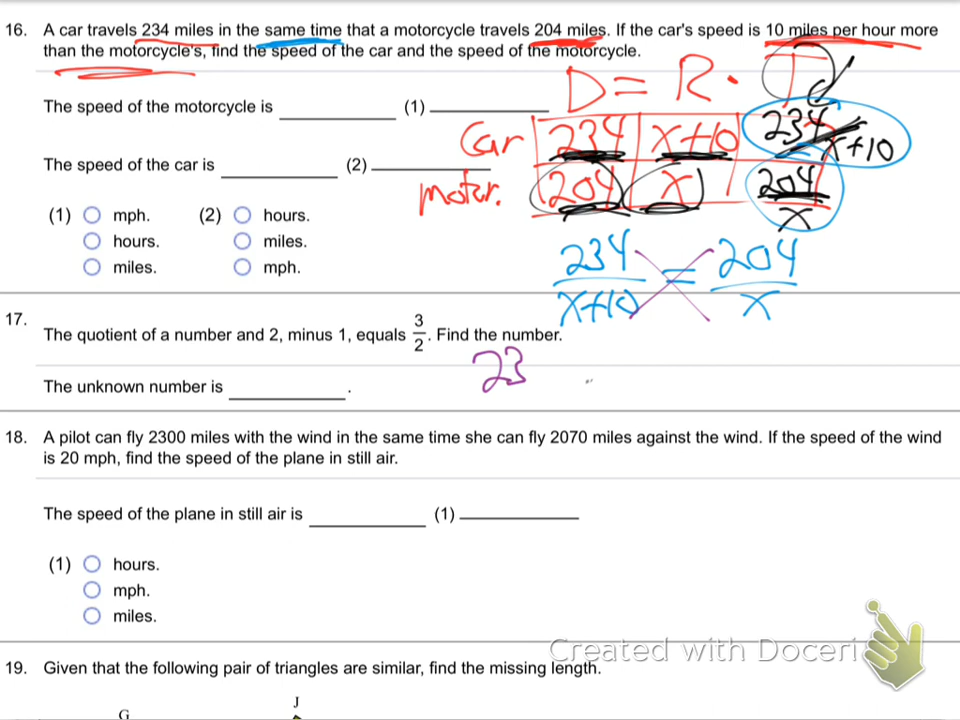 16. A car travels 234 miles in the same time that a motorcycle travels 204 miles. If the car's speed is 10 miles per hour more
than the motorcycle's, find the speed of the car and the speed of the motorcycle.
D = R · T
The speed of the motorcycle is ________ (1) ________
Car 234 x+10 234/x+10
The speed of the car is ________ (2) ________
motor. 204 x 204/x
(1) mph. (2) hours.
hours. miles.
miles. mph.
234/x+10 = 204/x
17. The quotient of a number and 2, minus 1, equals 3/2. Find the number.
23
The unknown number is ________.
18. A pilot can fly 2300 miles with the wind in the same time she can fly 2070 miles against the wind. If the speed of the wind
is 20 mph, find the speed of the plane in still air.
The speed of the plane in still air is ________ (1) ________
(1) hours.
mph.
miles.
Created with Doceri
19. Given that the following pair of triangles are similar, find the missing length.
J
G